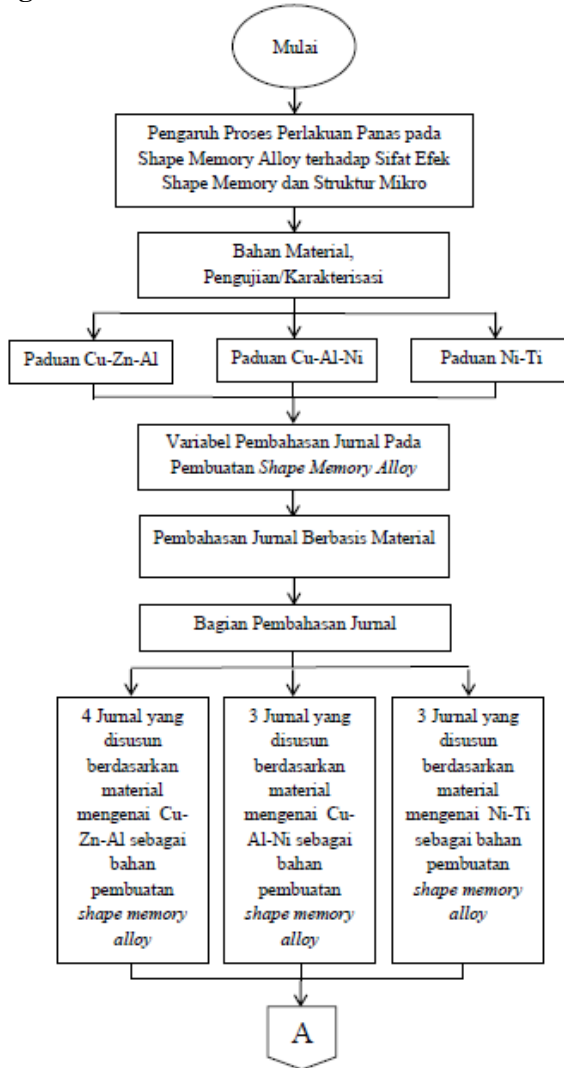 Mulai
Pengaruh Proses Perlakuan Panas pada
Shape Memory Alloy terhadap Sifat Efek
Shape Memory dan Struktur Mikro
Bahan Material,
Pengujian/Karakterisasi
Paduan Cu-Zn-Al
Paduan Cu-Al-Ni
Paduan Ni-Ti
Variabel Pembahasan Jurnal Pada
Pembuatan Shape Memory Alloy
Pembahasan Jurnal Berbasis Material
Bagian Pembahasan Jurnal
4 Jurnal yang
disusun
berdasarkan
material
mengenai Cu-
Zn-Al sebagai
bahan
pembuatan
shape memory
alloy
3 Jurnal yang
disusun
berdasarkan
material
mengenai Cu-
Al-Ni sebagai
bahan
pembuatan
shape memory
alloy
3 Jurnal yang
disusun
berdasarkan
material
mengenai Ni-Ti
sebagai bahan
pembuatan
shape memory
alloy
A